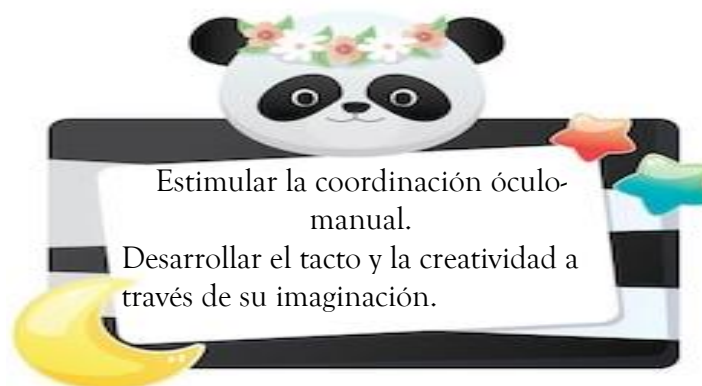 Estimular la coordinación óculo-
manual.
Desarrollar el tacto y la creatividad a
través de su imaginación.